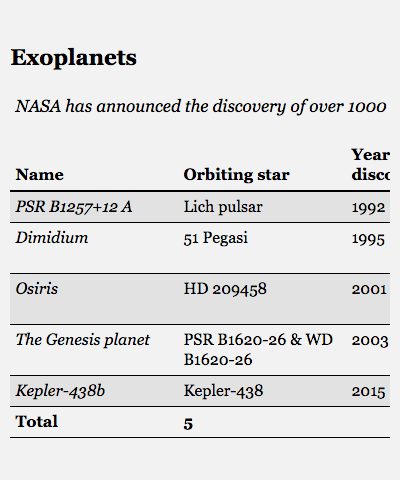 Exoplanets
NASA has announced the discovery of over 1000
Name Orbiting star Year disco
PSR B1257+12 A Lich pulsar 1992
Dimidium 51 Pegasi 1995
Osiris HD 209458 2001
The Genesis planet PSR B1620-26 & WD B1620-26 2003
Kepler-438b Kepler-438 2015
Total 5